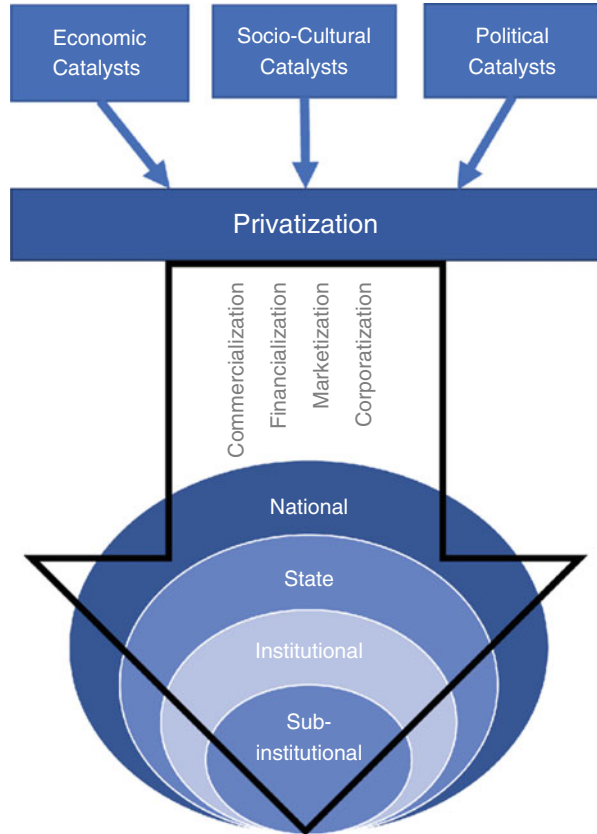 Economic
Catalysts
Socio-Cultural
Catalysts
Political
Catalysts
Privatization
Commercialization
Financialization
Marketization
Corporatization
National
State
Institutional
Sub-
institutional